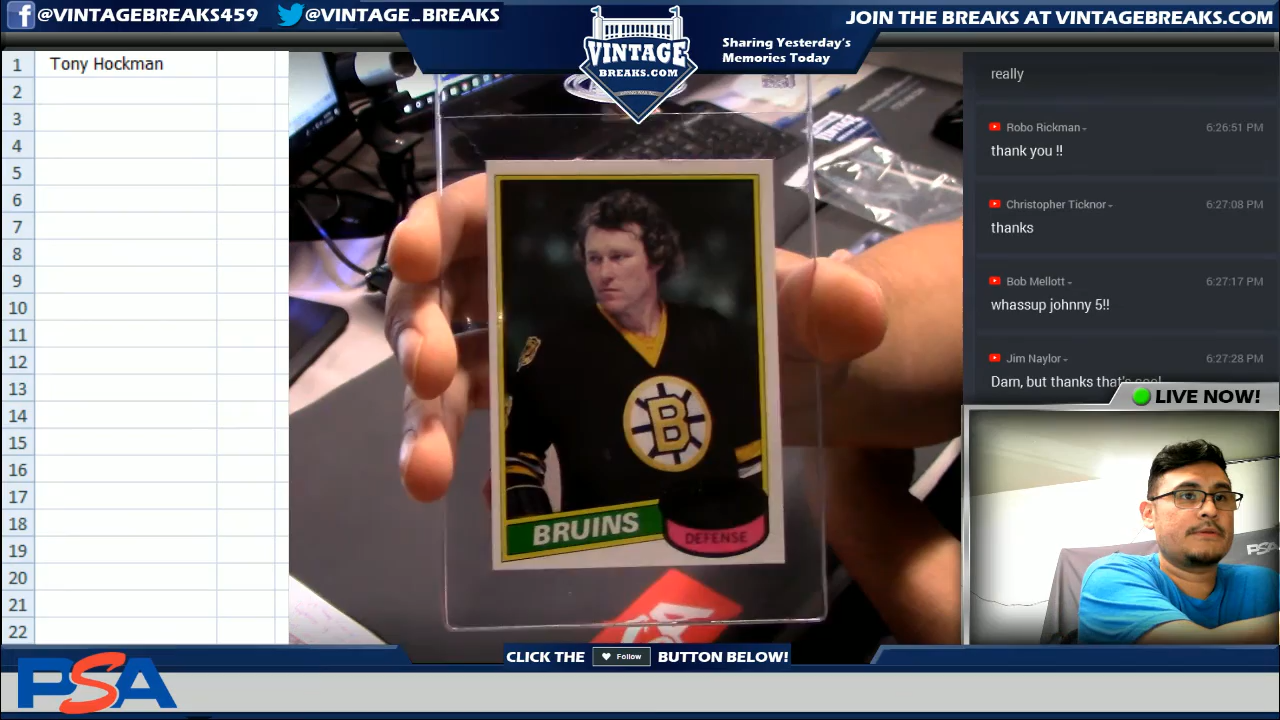 @VINTAGEBREAKS459
@VINTAGE_BREAKS
VINTAGE
BREAKS.COM
Sharing Yesterday's
Memories Today
JOIN THE BREAKS AT VINTAGEBREAKS.COM
1 Tony Hockman
2
3
4
5
6
7
8
9
10
11
12
13
14
15
16
17
18
19
20
21
22
B
BRUINS
DEFENSE
really
Robo Rickman 6:26:51 PM
thank you !!
Christopher Ticknor 6:27:08 PM
thanks
Bob Mellott 6:27:17 PM
whassup johnny 5!!
Jim Naylor 6:27:28 PM
Darn, but thanks that's cool
LIVE NOW!
PSA
CLICK THE Follow BUTTON BELOW!
PSA